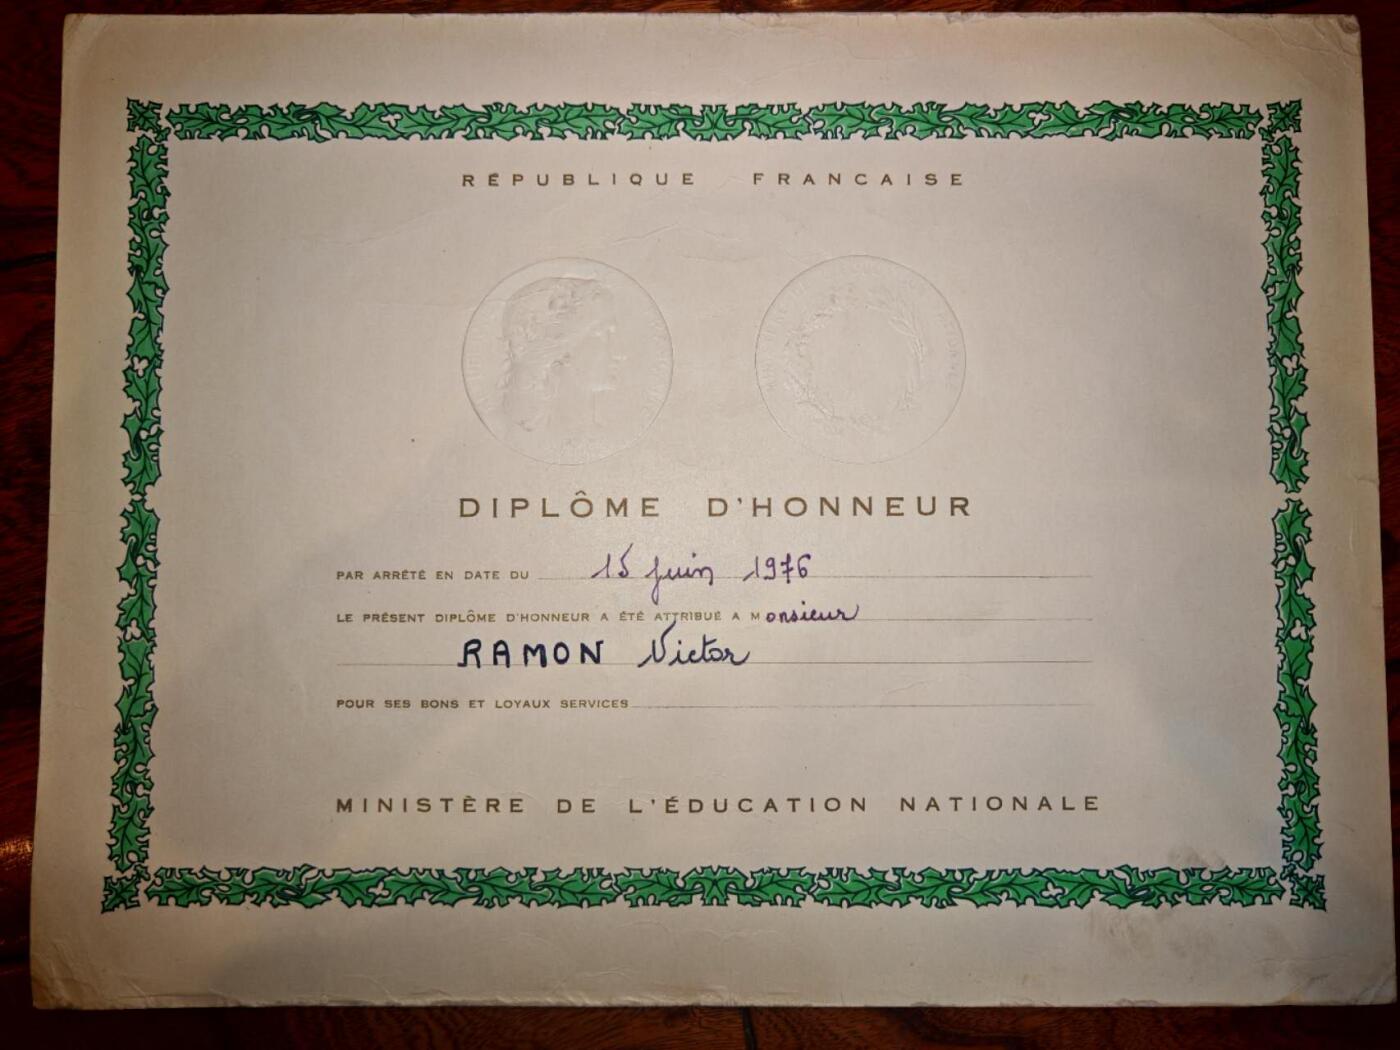 RÉPUBLIQUE FRANCAISE
DIPLÔME D'HONNEUR
PAR ARRÊTÉ EN DATE DU 15 juin 1976
LE PRÉSENT DIPLÔME D'HONNEUR A ÉTÉ ATTRIBUÉ A Monsieur
RAMON Victor
POUR SES BONS ET LOYAUX SERVICES
MINISTÈRE DE L'ÉDUCATION NATIONALE